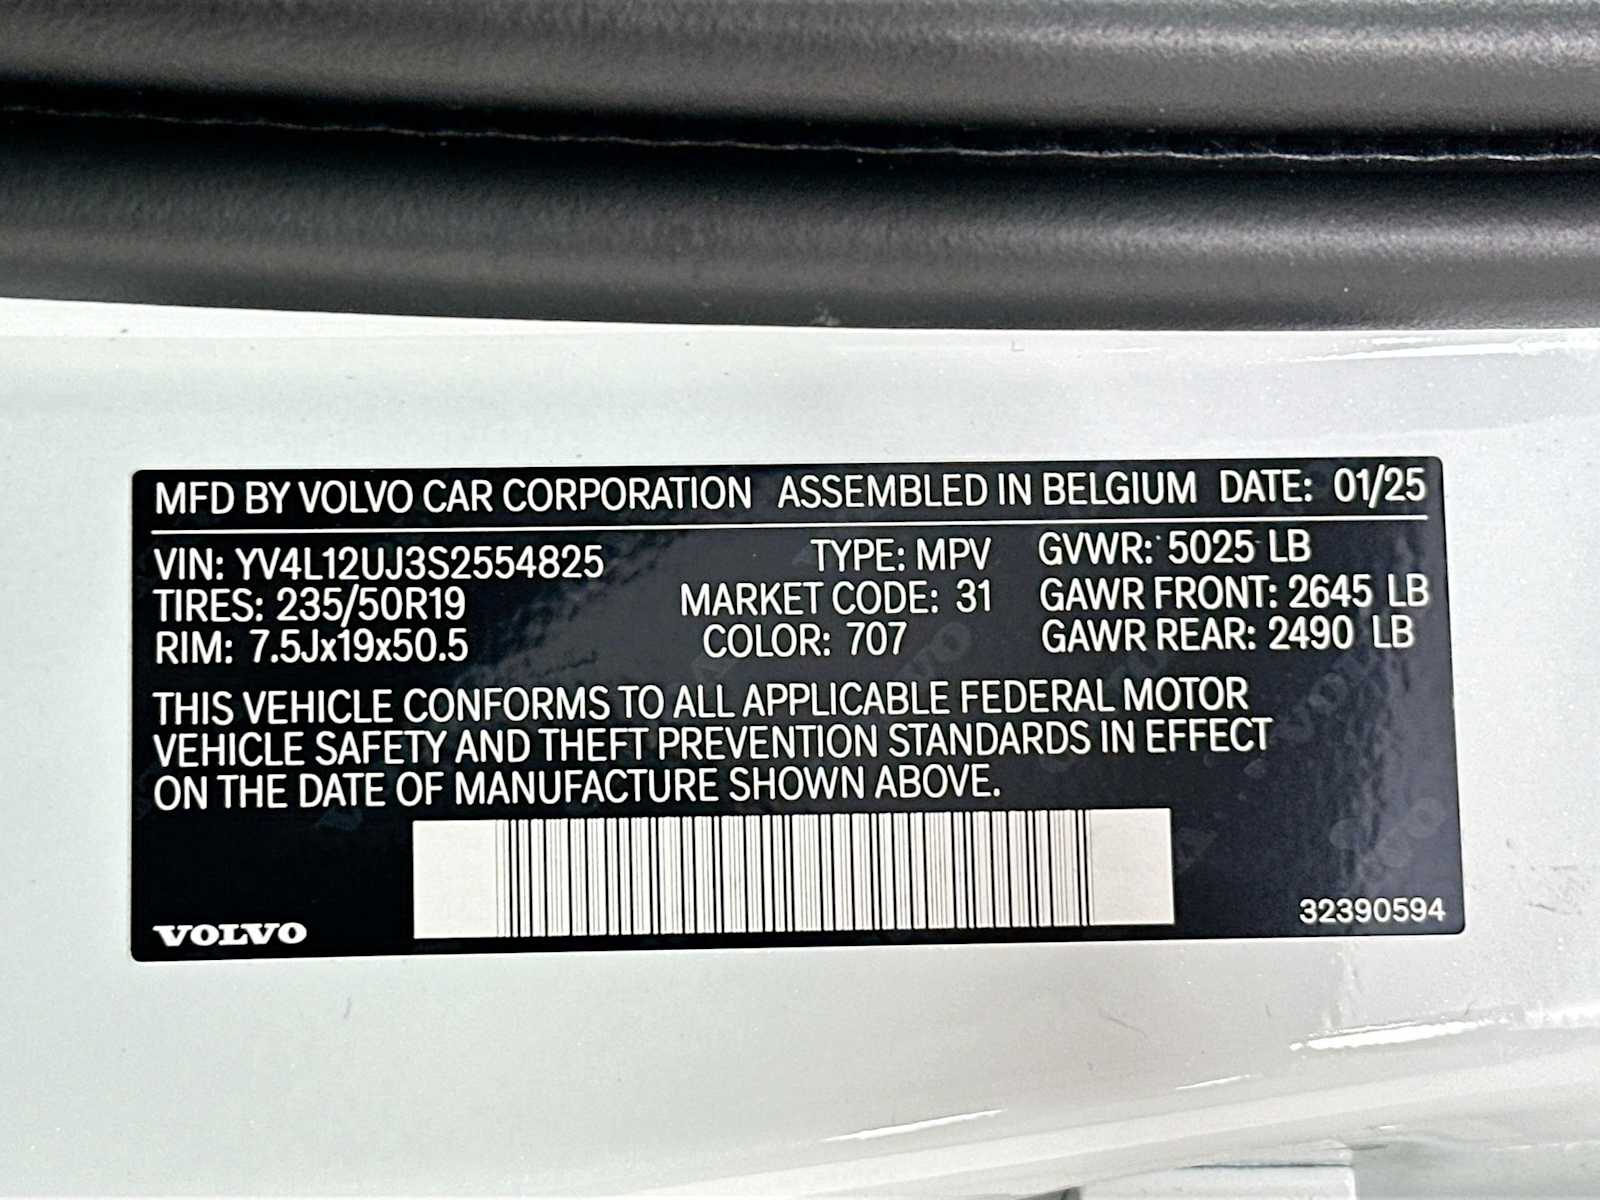 MFD BY VOLVO CAR CORPORATION ASSEMBLED IN BELGIUM DATE: 01/25
VIN: YV4L12UJ3S2554825 TYPE: MPV GVWR: 5025 LB
TIRES: 235/50R19 MARKET CODE: 31 GAWR FRONT: 2645 LB
RIM: 7.5Jx19x50.5 COLOR: 707 GAWR REAR: 2490 LB
THIS VEHICLE CONFORMS TO ALL APPLICABLE FEDERAL MOTOR
VEHICLE SAFETY AND THEFT PREVENTION STANDARDS IN EFFECT
ON THE DATE OF MANUFACTURE SHOWN ABOVE.
VOLVO 32390594